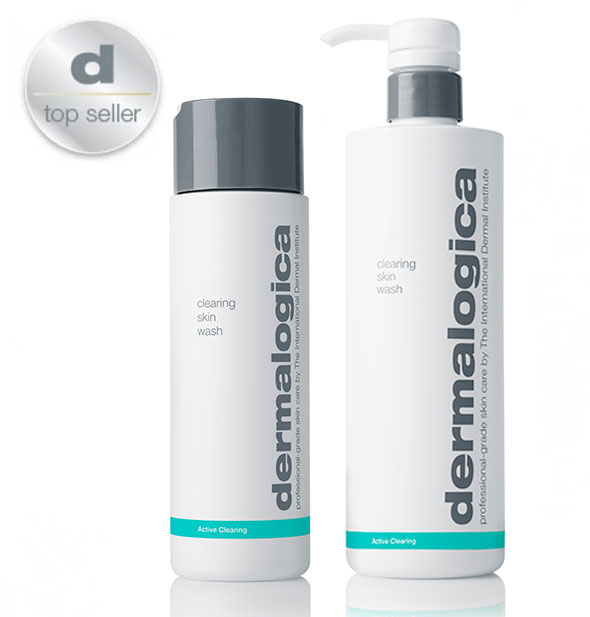 d
top seller
clearing
skin
wash
dermalogica
professional-grade skin care by The International Dermal Institute
Active Clearing
clearing
skin
wash
dermalogica
professional-grade skin care by The International Dermal Institute
Active Clearing